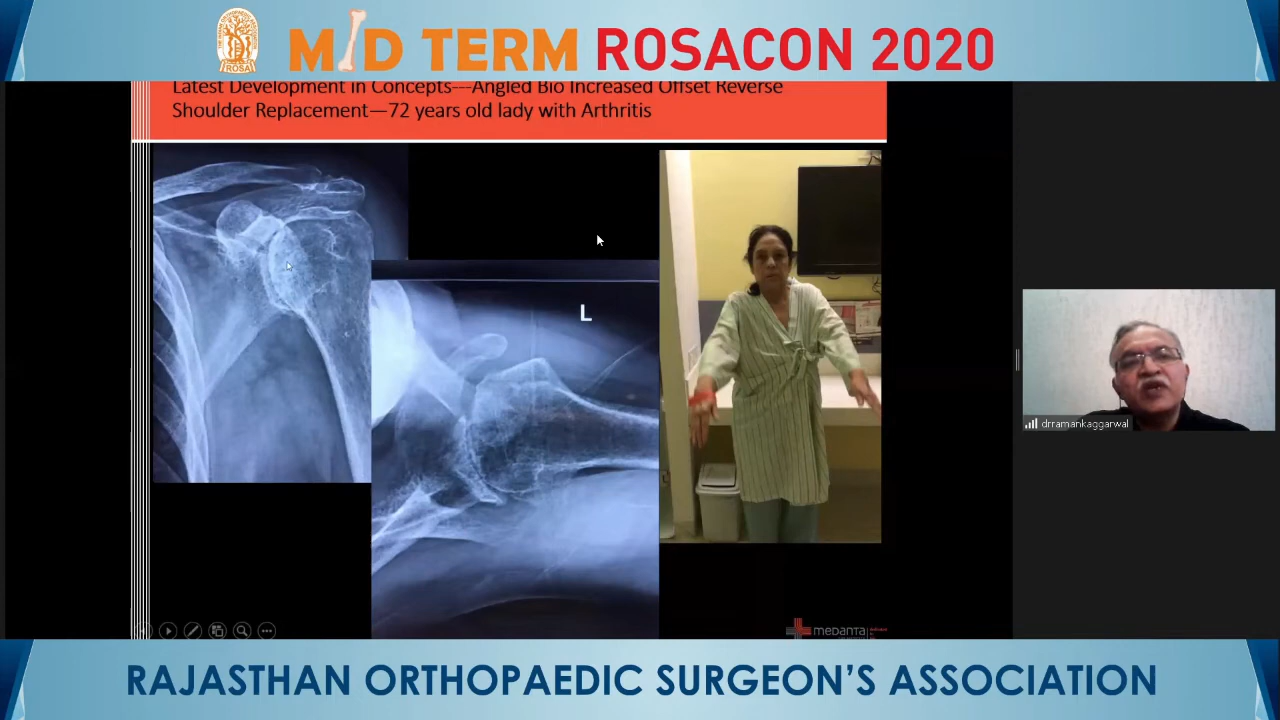 MID TERM ROSACON 2020
ROSA
Latest Development in Concepts---Angled Bio Increased Offset Reverse
Shoulder Replacement—72 years old lady with Arthritis
L
drramankaggarwal
medanta
RAJASTHAN ORTHOPAEDIC SURGEON'S ASSOCIATION